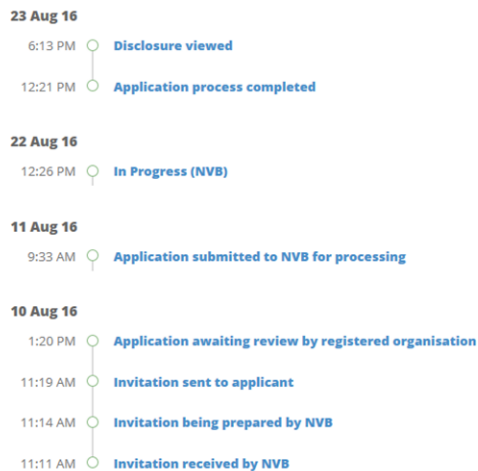 23 Aug 16
6:13 PM Disclosure viewed
12:21 PM Application process completed
22 Aug 16
12:26 PM In Progress (NVB)
11 Aug 16
9:33 AM Application submitted to NVB for processing
10 Aug 16
1:20 PM Application awaiting review by registered organisation
11:19 AM Invitation sent to applicant
11:14 AM Invitation being prepared by NVB
11:11 AM Invitation received by NVB